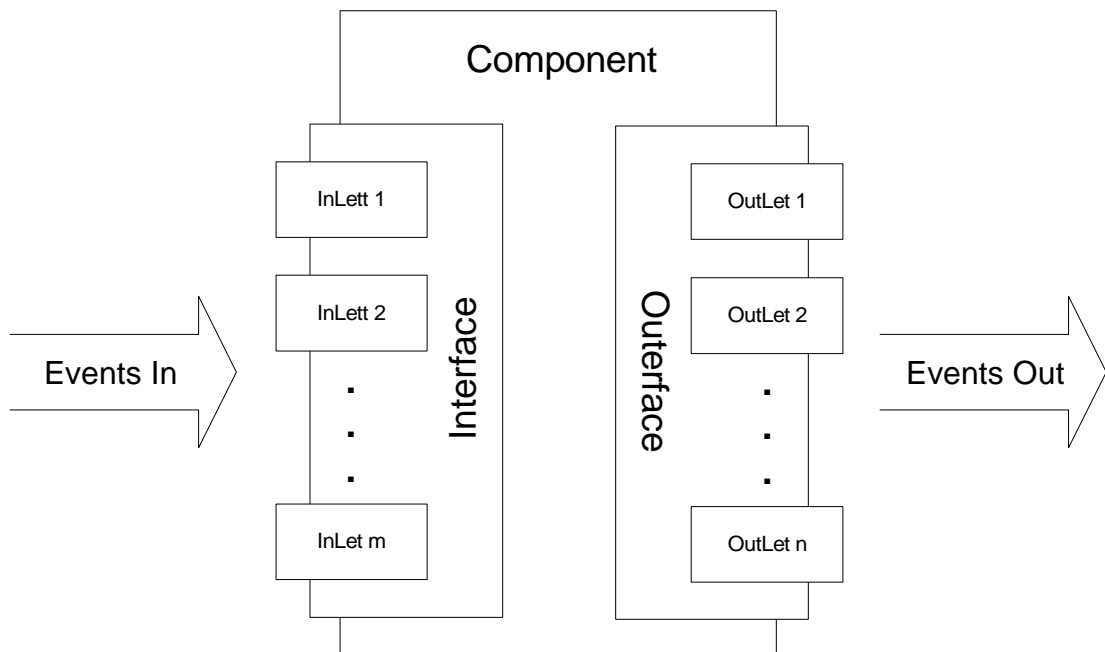 Component
InLett 1
OutLet 1
InLett 2
OutLet 2
Interface
Outerface
Events In
Events Out
.
.
.
.
.
.
InLet m
OutLet n